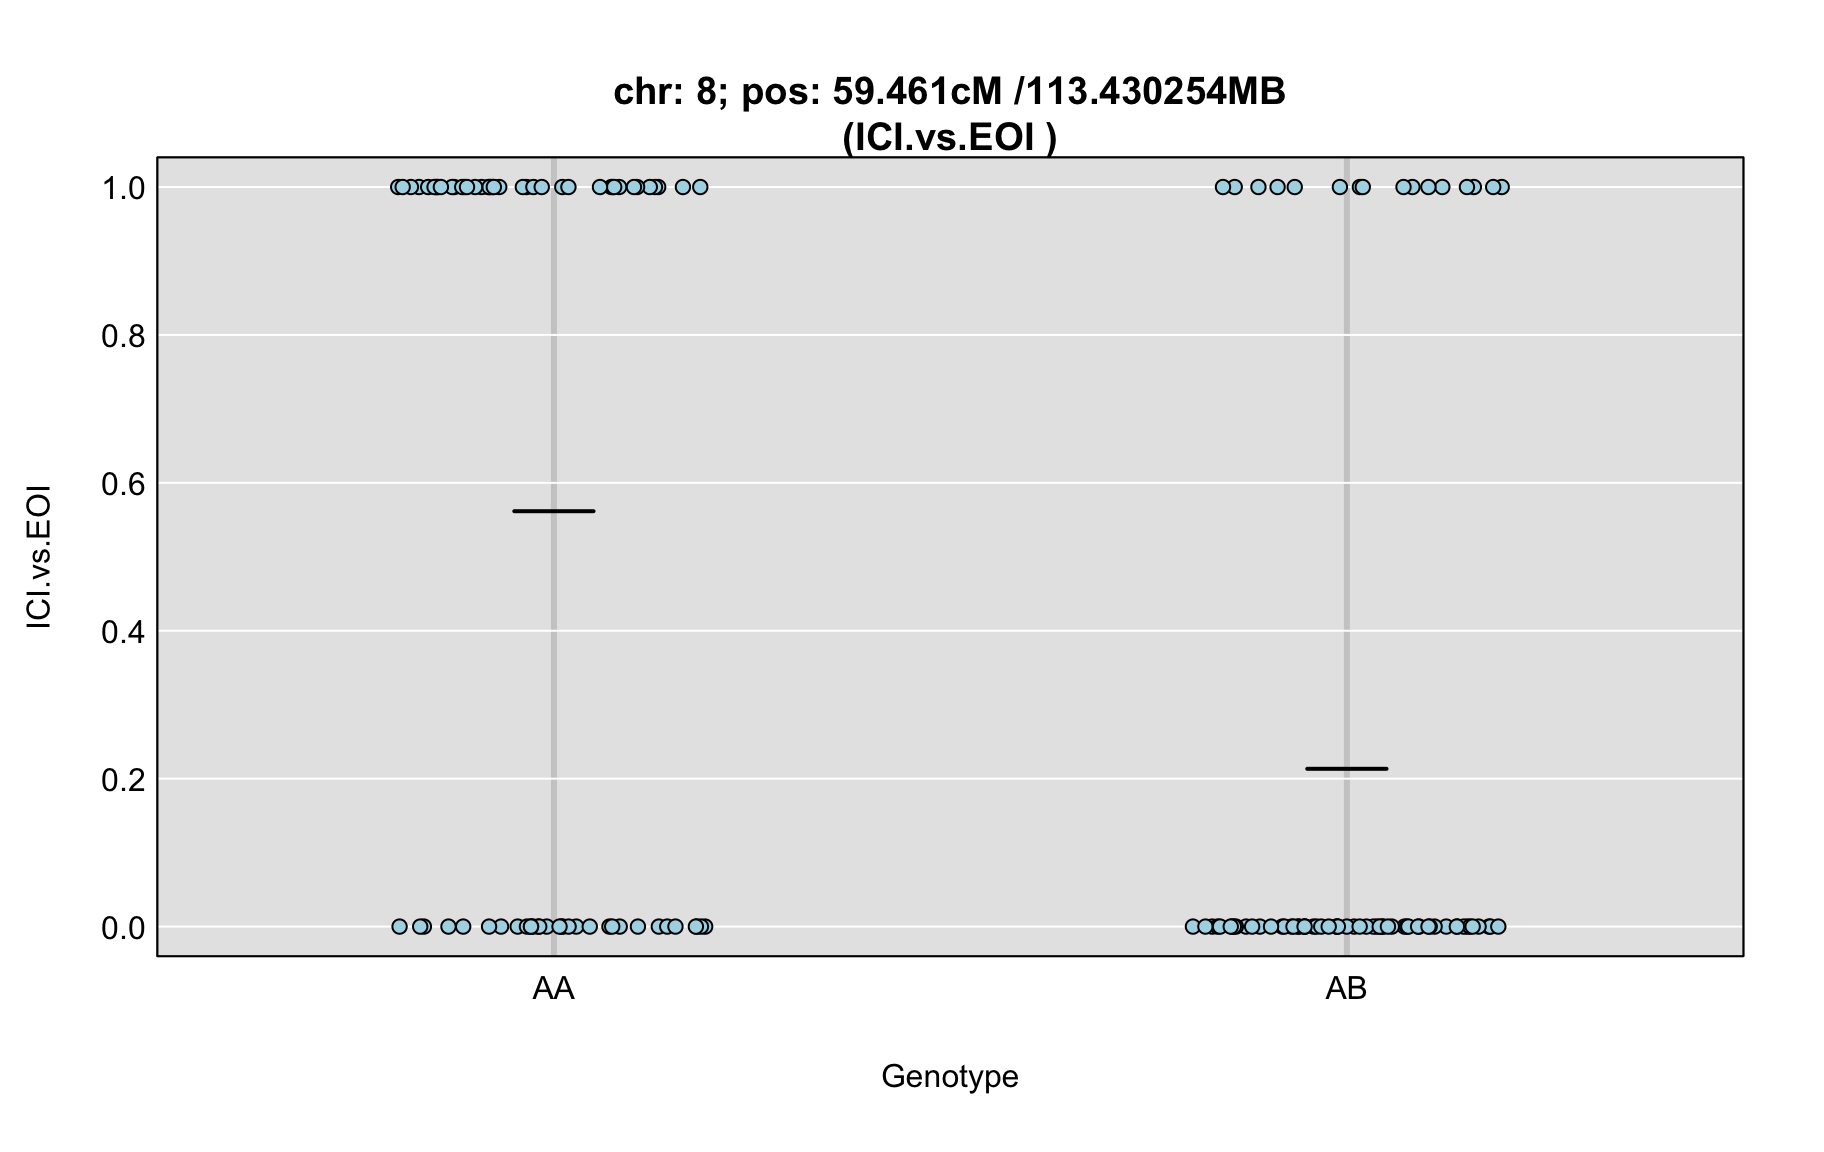 chr: 8; pos: 59.461cM /113.430254MB
(ICI.vs.EOI )
ICI.vs.EOI
1.0
0.8
0.6
0.4
0.2
0.0
AA AB
Genotype